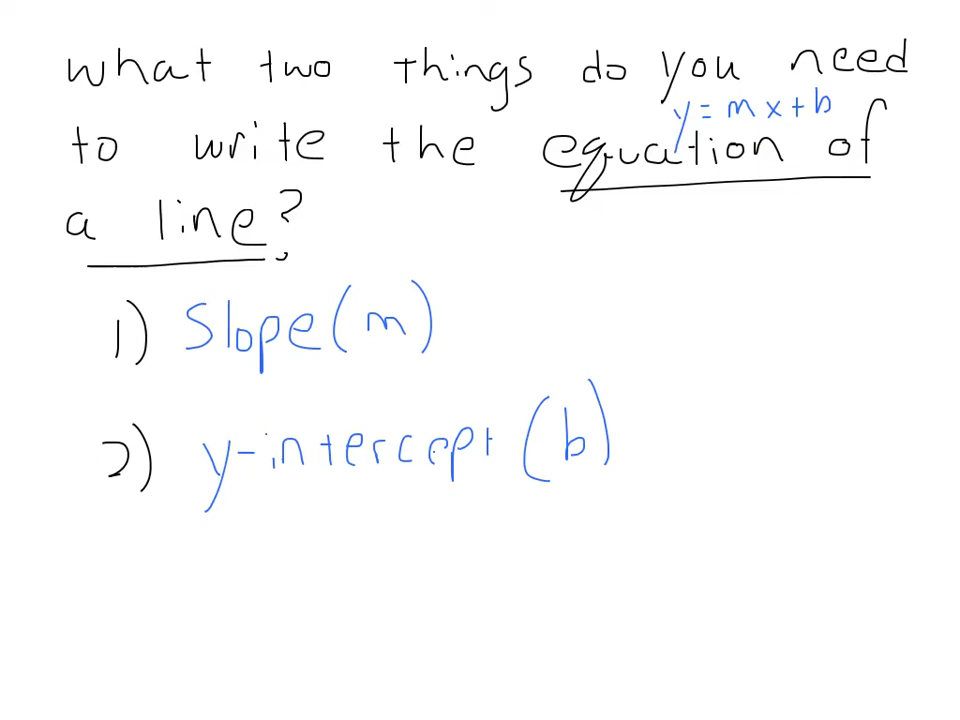 what two things do you need
y = mx + b
to write the equation of
a line?
1) Slope (m)
2) y-intercept (b)